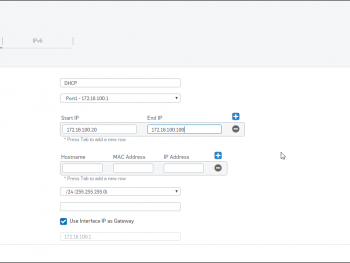 IPv6
DHCP
Port1 - 172.16.100.1
Start IP End IP
172.16.100.20 172.16.100.100
* Press Tab to add a new row
Hostname MAC Address IP Address
* Press Tab to add a new row
/24 (255.255.255.0)
Use Interface IP as Gateway
172.16.100.1